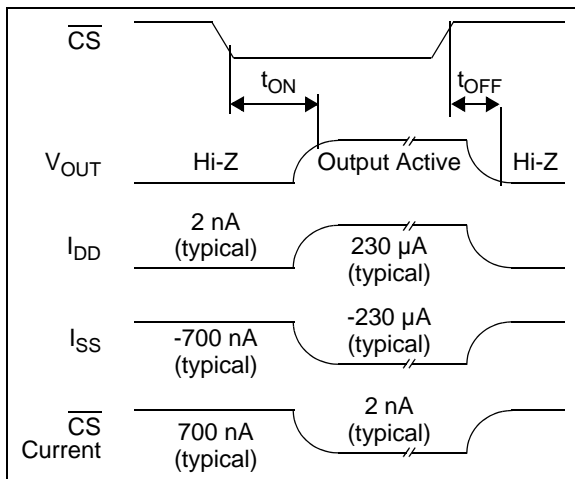 CS
tON
tOFF
VOUT
Hi-Z
Output Active
Hi-Z
IDD
2 nA
(typical)
230 µA
(typical)
ISS
-700 nA
(typical)
-230 µA
(typical)
CS
Current
700 nA
(typical)
2 nA
(typical)